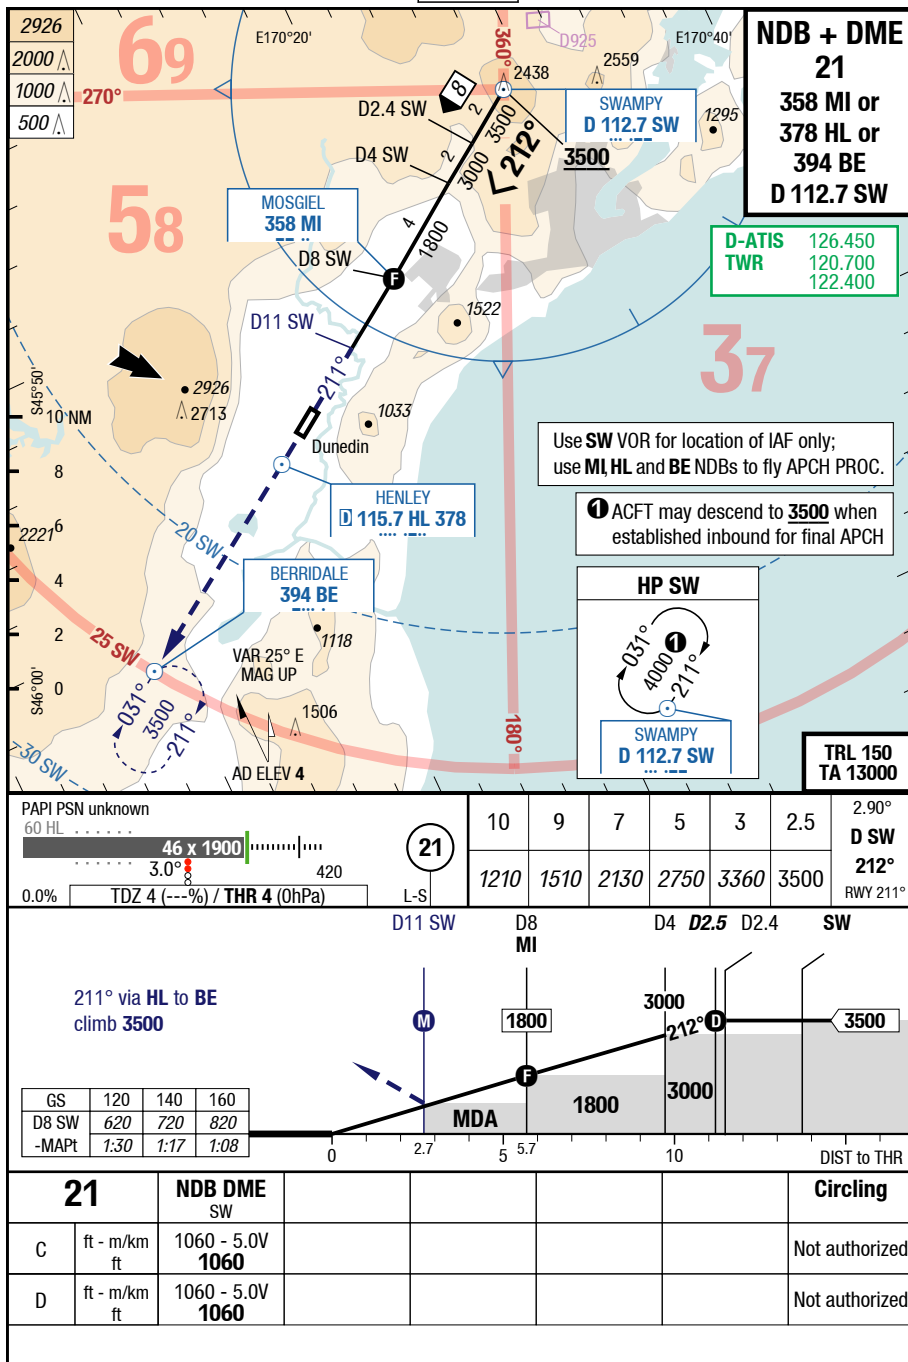 2926
2000
1000
500
69
E170°20'
360°
D925
E170°40'
NDB + DME
21
358 MI or
378 HL or
394 BE
D 112.7 SW
270°
8
2438
2559
D2.4 SW
2
3500
SWAMPY
D 112.7 SW
1295
212°
3500
D4 SW
2
3000
58
MOSGIEL
358 MI
4
1800
D-ATIS 126.450
TWR 120.700
122.400
D8 SW
F
D11 SW
1522
37
211°
S45°50'
2926
2713
10 NM
1033
Dunedin
Use SW VOR for location of IAF only;
use MI, HL and BE NDBs to fly APCH PROC.
8
HENLEY
D 115.7 HL 378
1 ACFT may descend to 3500 when
established inbound for final APCH
6
2221
20 SW
4
BERRIDALE
394 BE
HP SW
031°
4000 1
211°
SWAMPY
D 112.7 SW
2
25 SW
1118
VAR 25° E
MAG UP
S46°00'
0
031°
3500
211°
1506
180°
30 SW
AD ELEV 4
TRL 150
TA 13000
PAPI PSN unknown
60 HL
46 x 1900
3.0°
420
0.0%
TDZ 4 (---%) / THR 4 (0hPa)
21
L-S
10 9 7 5 3 2.5
1210 1510 2130 2750 3360 3500
2.90°
D SW
212°
RWY 211°
D11 SW D8 D4 D2.5 D2.4 SW
MI
211° via HL to BE
climb 3500
M
1800
3000
212°
D
3500
F
MDA
1800
3000
GS 120 140 160
D8 SW 620 720 820
-MAPt 1:30 1:17 1:08
0 2.7 5 5.7 10 DIST to THR
21 NDB DME Circling
SW
C ft - m/km 1060 - 5.0V Not authorized
ft 1060
D ft - m/km 1060 - 5.0V Not authorized
ft 1060